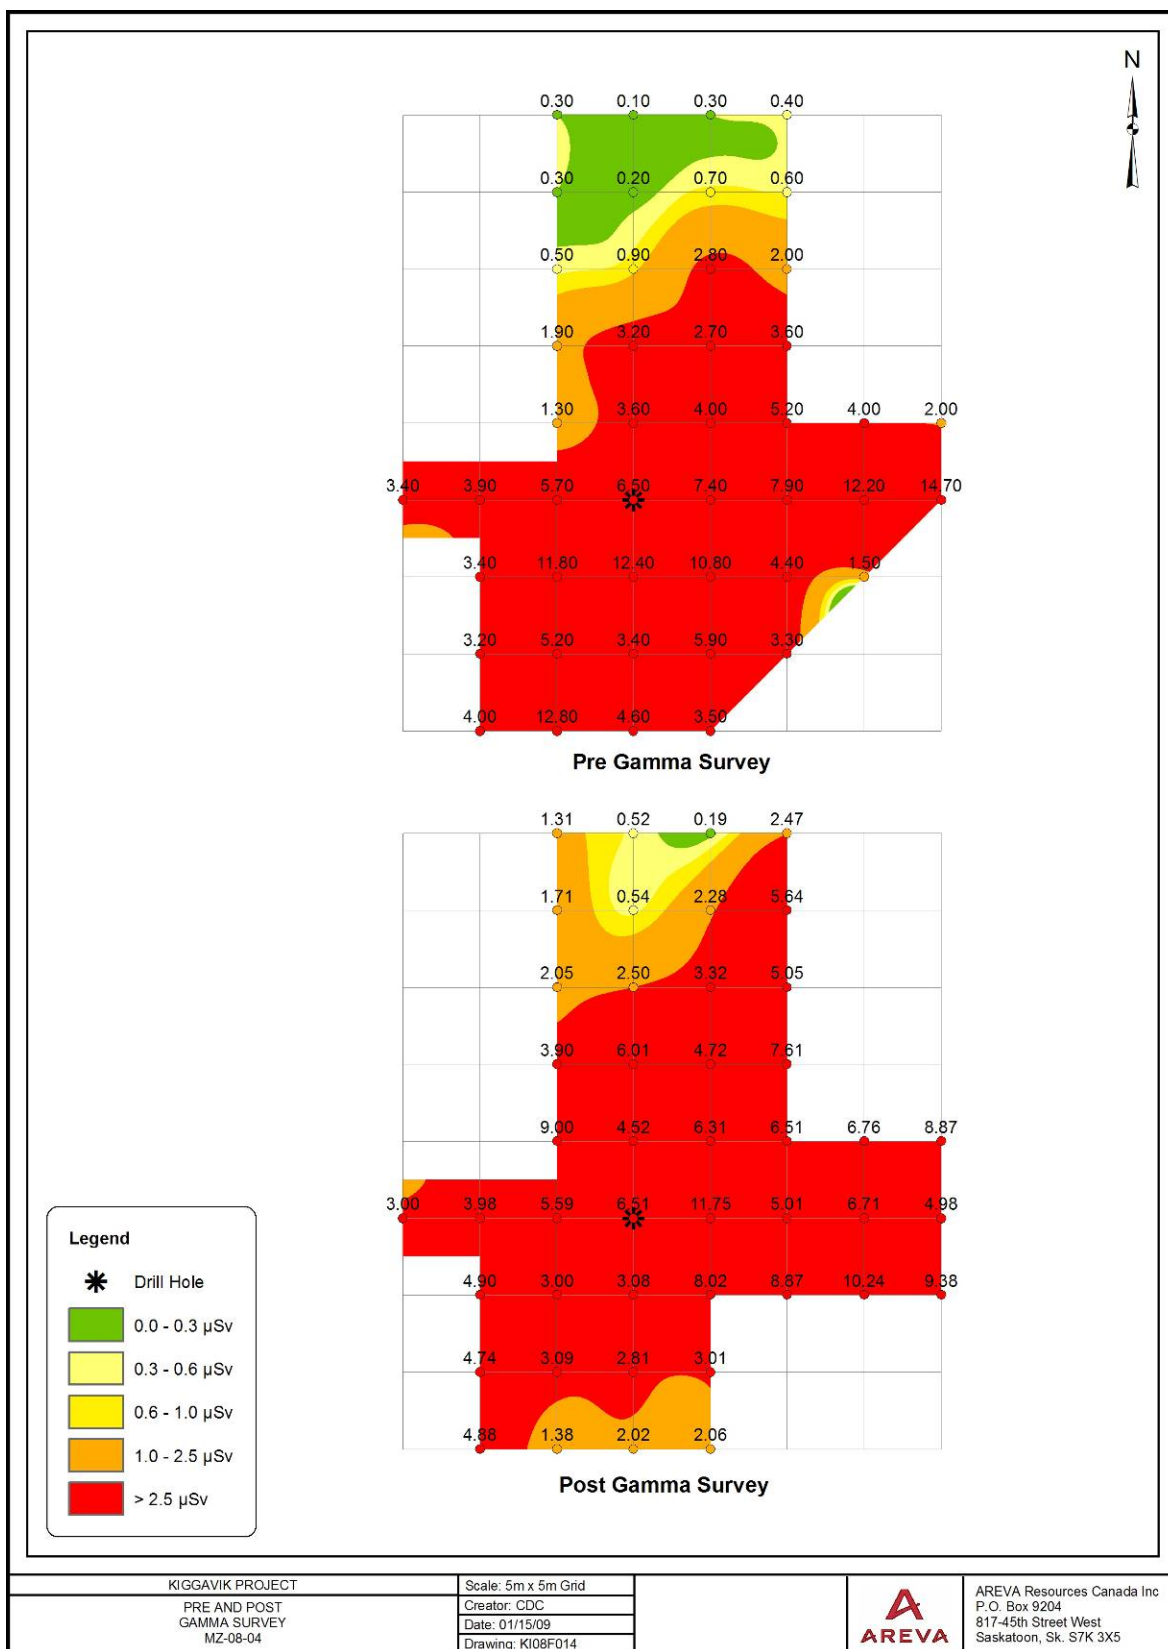 N
0.30 0.10 0.30 0.40
0.30 0.20 0.70 0.60
0.50 0.90 2.80 2.00
1.90 3.20 2.70 3.60
1.30 3.60 4.00 5.20 4.00 2.00
3.40 3.90 5.70 6.50 7.40 7.90 12.20 14.70
3.40 11.80 12.40 10.80 4.40 1.50
3.20 5.20 3.40 5.90 3.30
4.00 12.80 4.60 3.50
Pre Gamma Survey
1.31 0.52 0.19 2.47
1.71 0.54 2.28 5.64
2.05 2.50 3.32 5.05
3.90 6.01 4.72 7.61
9.00 4.52 6.31 6.51 6.76 8.87
3.00 3.98 5.59 6.51 11.75 5.01 6.71 4.98
4.90 3.00 3.08 8.02 8.87 10.24 9.38
4.74 3.09 2.81 3.01
4.88 1.38 2.02 2.06
Post Gamma Survey
Legend
Drill Hole
0.0 - 0.3 µSv
0.3 - 0.6 µSv
0.6 - 1.0 µSv
1.0 - 2.5 µSv
> 2.5 µSv
KIGGAVIK PROJECT
PRE AND POST
GAMMA SURVEY
MZ-08-04
Scale: 5m x 5m Grid
Creator: CDC
Date: 01/15/09
Drawing: KI08F014
AREVA
AREVA Resources Canada Inc
P.O. Box 9204
817-45th Street West
Saskatoon, Sk. S7K 3X5